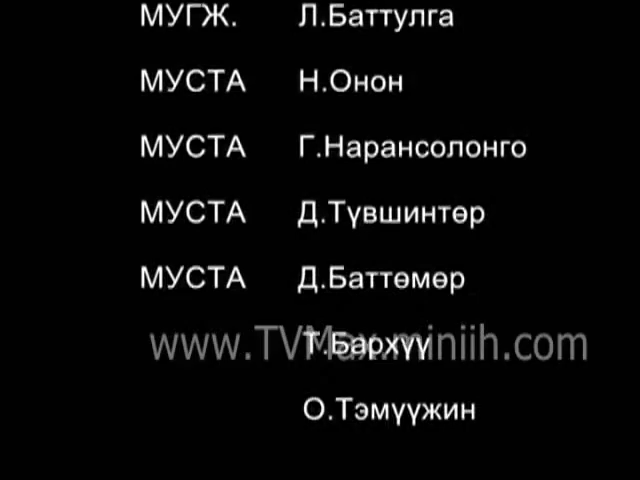 МУГЖ. Л.Баттулга
МУСТА Н.Онон
МУСТА Г.Нарансолонго
МУСТА Д.Түвшинтөр
МУСТА Д.Баттөмөр
www.TVMax.miniih.com
Т.Бархүү
О.Тэмүүжин